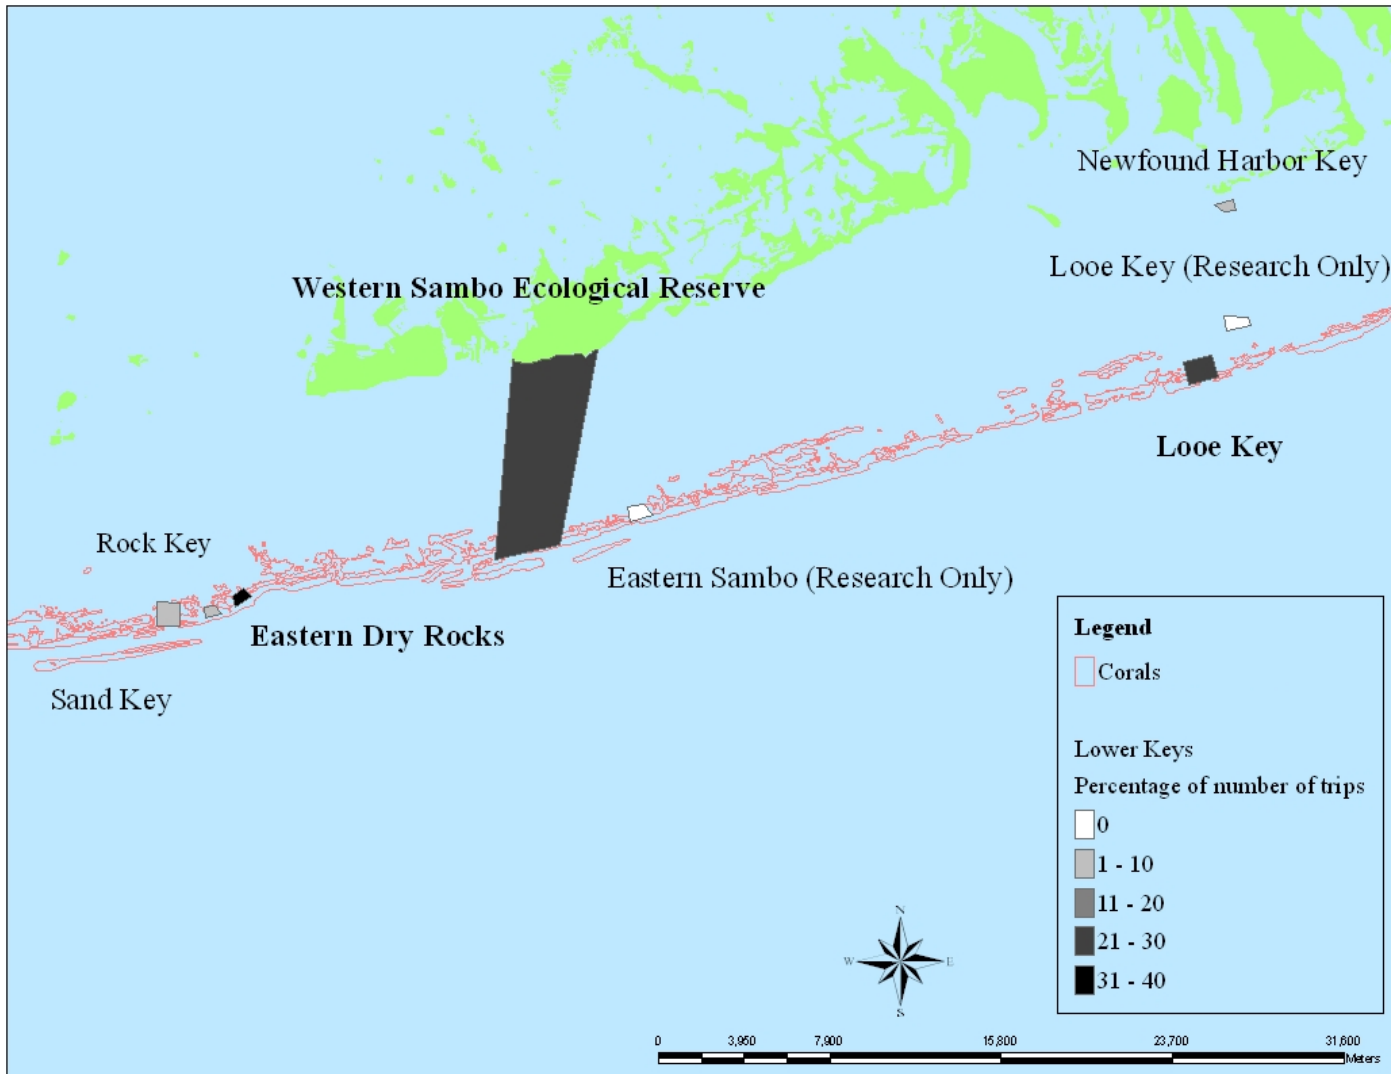 Newfound Harbor Key
Looe Key (Research Only)
Western Sambo Ecological Reserve
Looe Key
Rock Key
Eastern Sambo (Research Only)
Eastern Dry Rocks
Sand Key
Legend
Corals
Lower Keys
Percentage of number of trips
0
1 - 10
11 - 20
21 - 30
31 - 40
N
W E
S
0 3,950 7,900 15,800 23,700 31,600
Meters